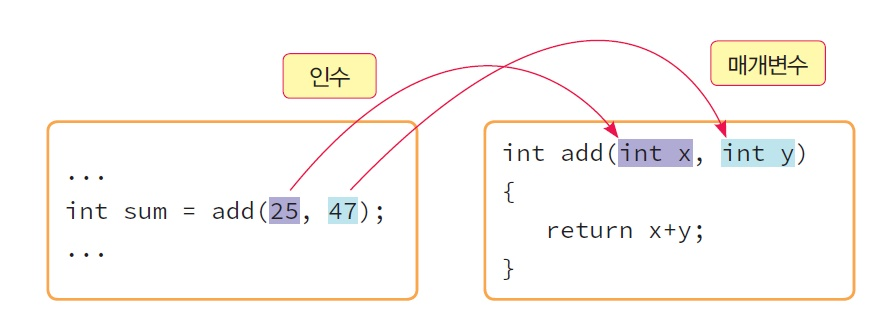 인수
매개변수
...
int sum = add(25, 47);
...
int add(int x, int y)
{
return x+y;
}